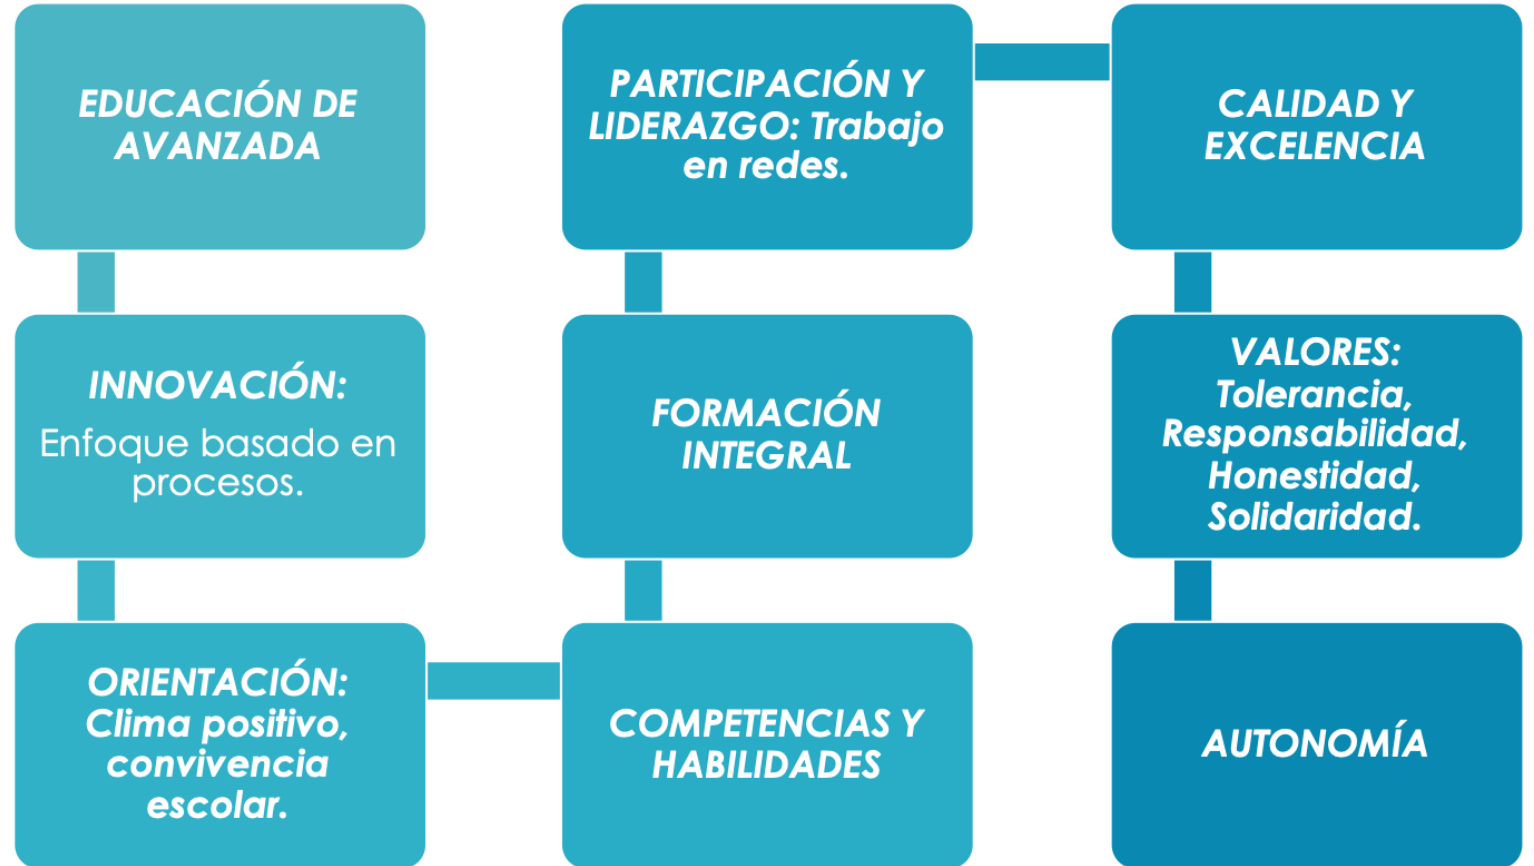 EDUCACIÓN DE
AVANZADA
INNOVACIÓN:
Enfoque basado en
procesos.
ORIENTACIÓN:
Clima positivo,
convivencia
escolar.
COMPETENCIAS Y
HABILIDADES
FORMACIÓN
INTEGRAL
PARTICIPACIÓN Y
LIDERAZGO: Trabajo
en redes.
CALIDAD Y
EXCELENCIA
VALORES:
Tolerancia,
Responsabilidad,
Honestidad,
Solidaridad.
AUTONOMÍA